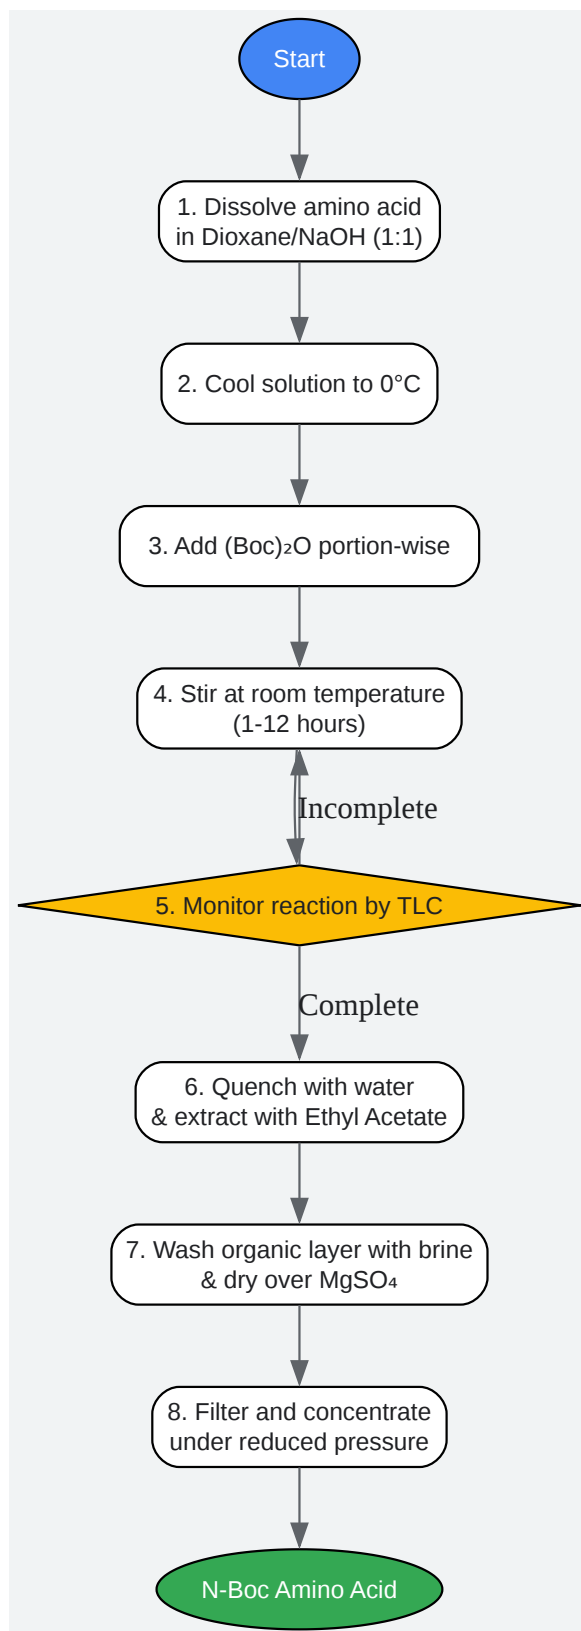 Start
1. Dissolve amino acid
in Dioxane/NaOH (1:1)
2. Cool solution to 0°C
3. Add (Boc)₂O portion-wise
4. Stir at room temperature
(1-12 hours)
Incomplete
5. Monitor reaction by TLC
Complete
6. Quench with water
& extract with Ethyl Acetate
7. Wash organic layer with brine
& dry over MgSO₄
8. Filter and concentrate
under reduced pressure
N-Boc Amino Acid